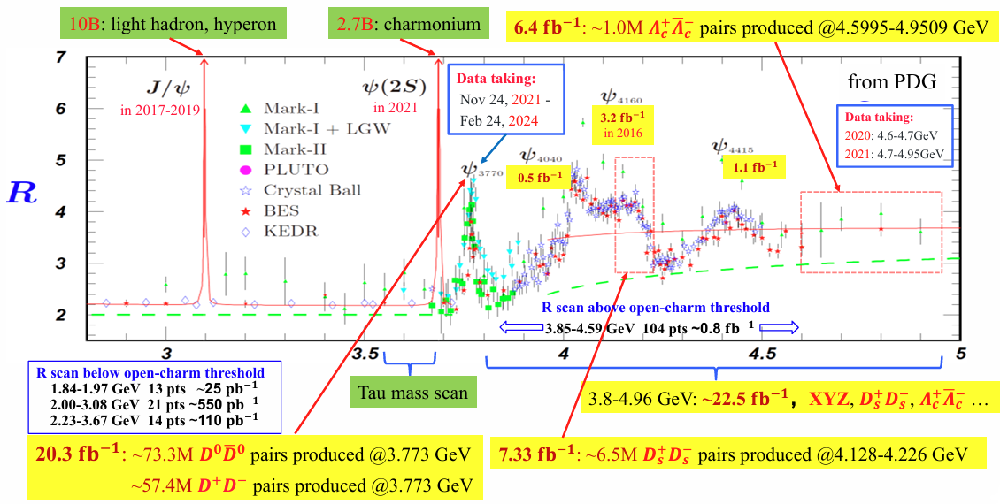 10B: light hadron, hyperon
2.7B: charmonium
6.4 fb⁻¹: ~1.0M Λc⁺Λ̄c⁻ pairs produced @4.5995-4.9509 GeV
7
6
5
4
3
2
R
J/ψ
in 2017-2019
ψ(2S)
in 2021
Mark-I
Mark-I + LGW
Mark-II
PLUTO
Crystal Ball
BES
KEDR
Data taking:
Nov 24, 2021 -
Feb 24, 2024
ψ3770
ψ4040
0.5 fb⁻¹
ψ4160
3.2 fb⁻¹
in 2016
ψ4415
1.1 fb⁻¹
from PDG
Data taking:
2020: 4.6-4.7GeV
2021: 4.7-4.95GeV
R scan above open-charm threshold
3.85-4.59 GeV 104 pts ~0.8 fb⁻¹
3
3.5
4
4.5
5
R scan below open-charm threshold
1.84-1.97 GeV 13 pts ~25 pb⁻¹
2.00-3.08 GeV 21 pts ~550 pb⁻¹
2.23-3.67 GeV 14 pts ~110 pb⁻¹
Tau mass scan
3.8-4.96 GeV: ~22.5 fb⁻¹, XYZ, Ds⁺Ds⁻, Λc⁺Λ̄c⁻ …
20.3 fb⁻¹: ~73.3M D⁰D̄⁰ pairs produced @3.773 GeV
~57.4M D⁺D⁻ pairs produced @3.773 GeV
7.33 fb⁻¹: ~6.5M Ds⁺Ds⁻ pairs produced @4.128-4.226 GeV